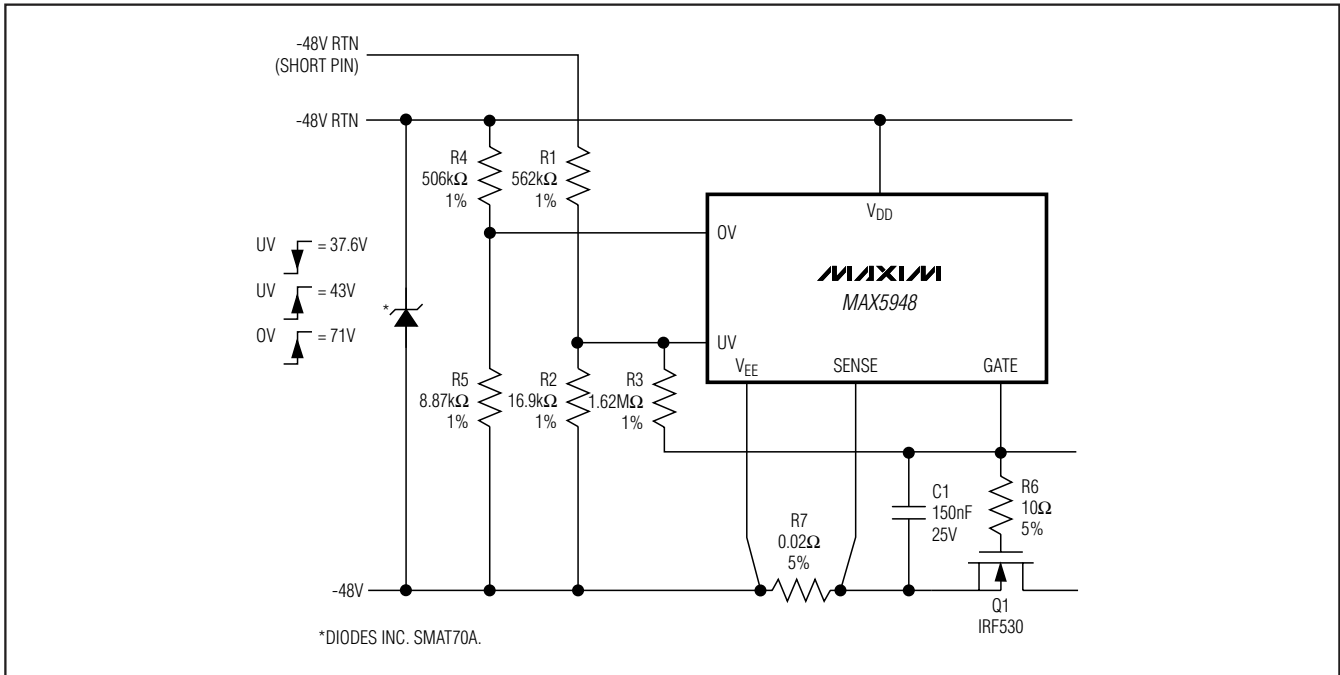 -48V RTN
(SHORT PIN)
-48V RTN
R4
506kΩ
1%
R1
562kΩ
1%
VDD
OV
MAXIM
MAX5948
UV = 37.6V
UV = 43V
OV = 71V
*
UV
VEE
SENSE
GATE
R5
8.87kΩ
1%
R2
16.9kΩ
1%
R3
1.62MΩ
1%
C1
150nF
25V
R6
10Ω
5%
R7
0.02Ω
5%
-48V
Q1
IRF530
*DIODES INC. SMAT70A.